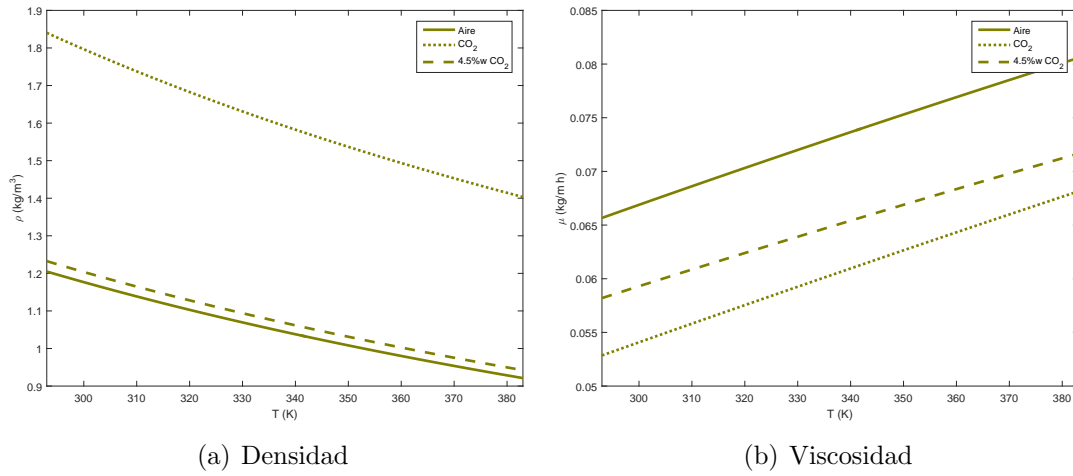 1.9
1.8
1.7
1.6
1.5
1.4
1.3
1.2
1.1
1
0.9
ρ (kg/m³)
300 310 320 330 340 350 360 370 380
T (K)
Aire
CO₂
4.5%w CO₂
(a) Densidad
0.085
0.08
0.075
0.07
0.065
0.06
0.055
0.05
μ (kg/m h)
300 310 320 330 340 350 360 370 380
T (K)
Aire
CO₂
4.5%w CO₂
(b) Viscosidad